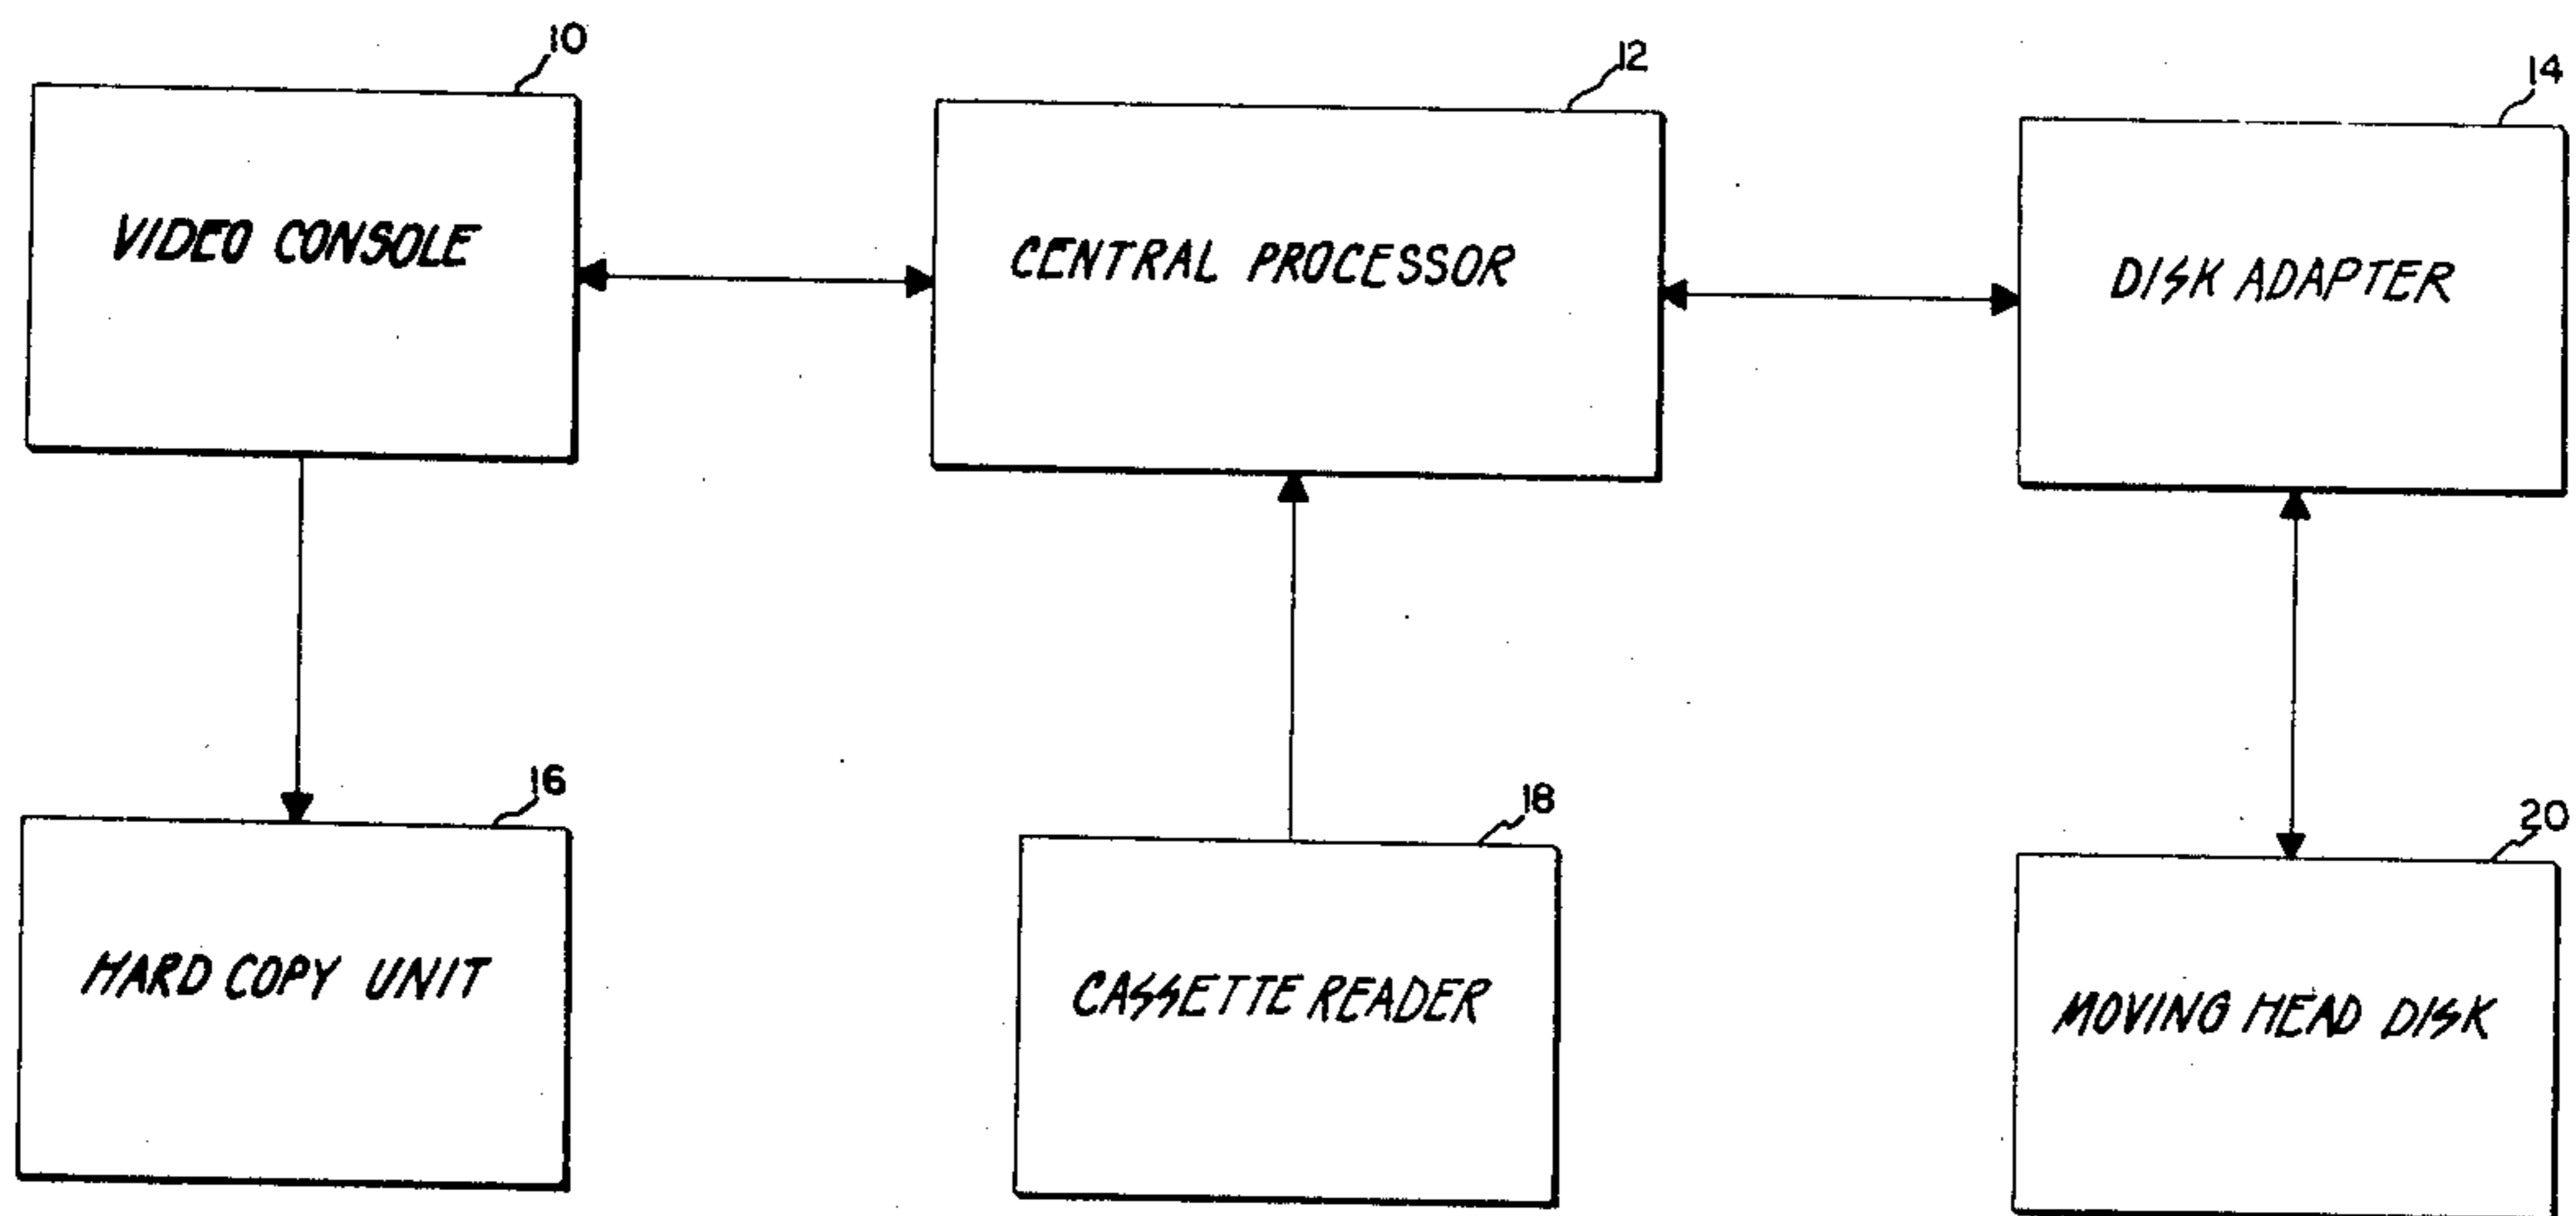 10
12
14
VIDEO CONSOLE
CENTRAL PROCESSOR
DISK ADAPTER
16
18
20
HARD COPY UNIT
CASSETTE READER
MOVING HEAD DISK